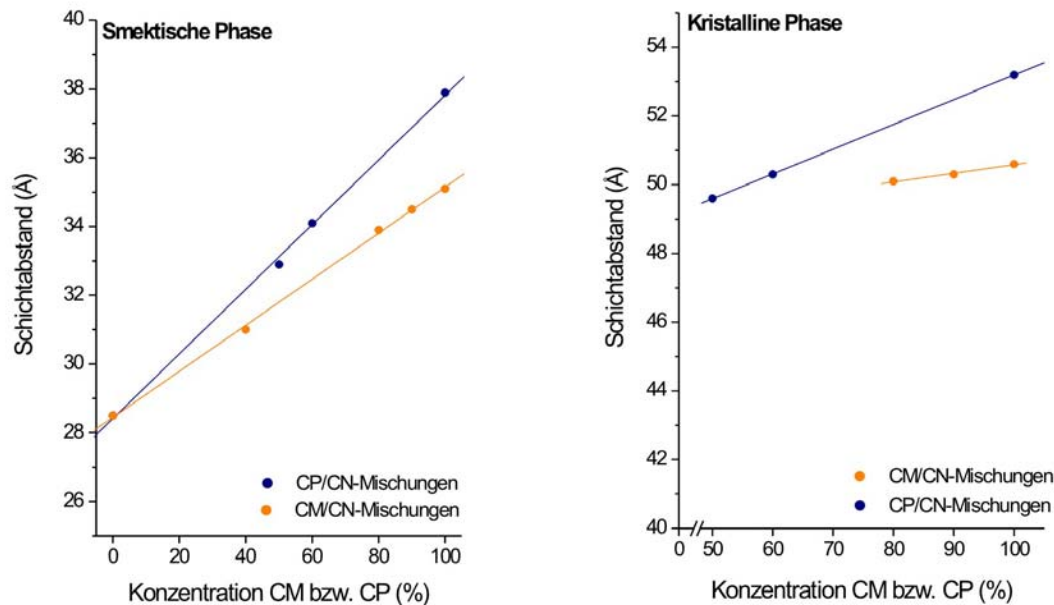 Smektische Phase
40
38
36
34
32
30
28
26
Schichtabstand (Å)
0 20 40 60 80 100
Konzentration CM bzw. CP (%)
CP/CN-Mischungen
CM/CN-Mischungen
Kristalline Phase
54
52
50
48
46
44
42
40
Schichtabstand (Å)
0 50 60 70 80 90 100
Konzentration CM bzw. CP (%)
CM/CN-Mischungen
CP/CN-Mischungen